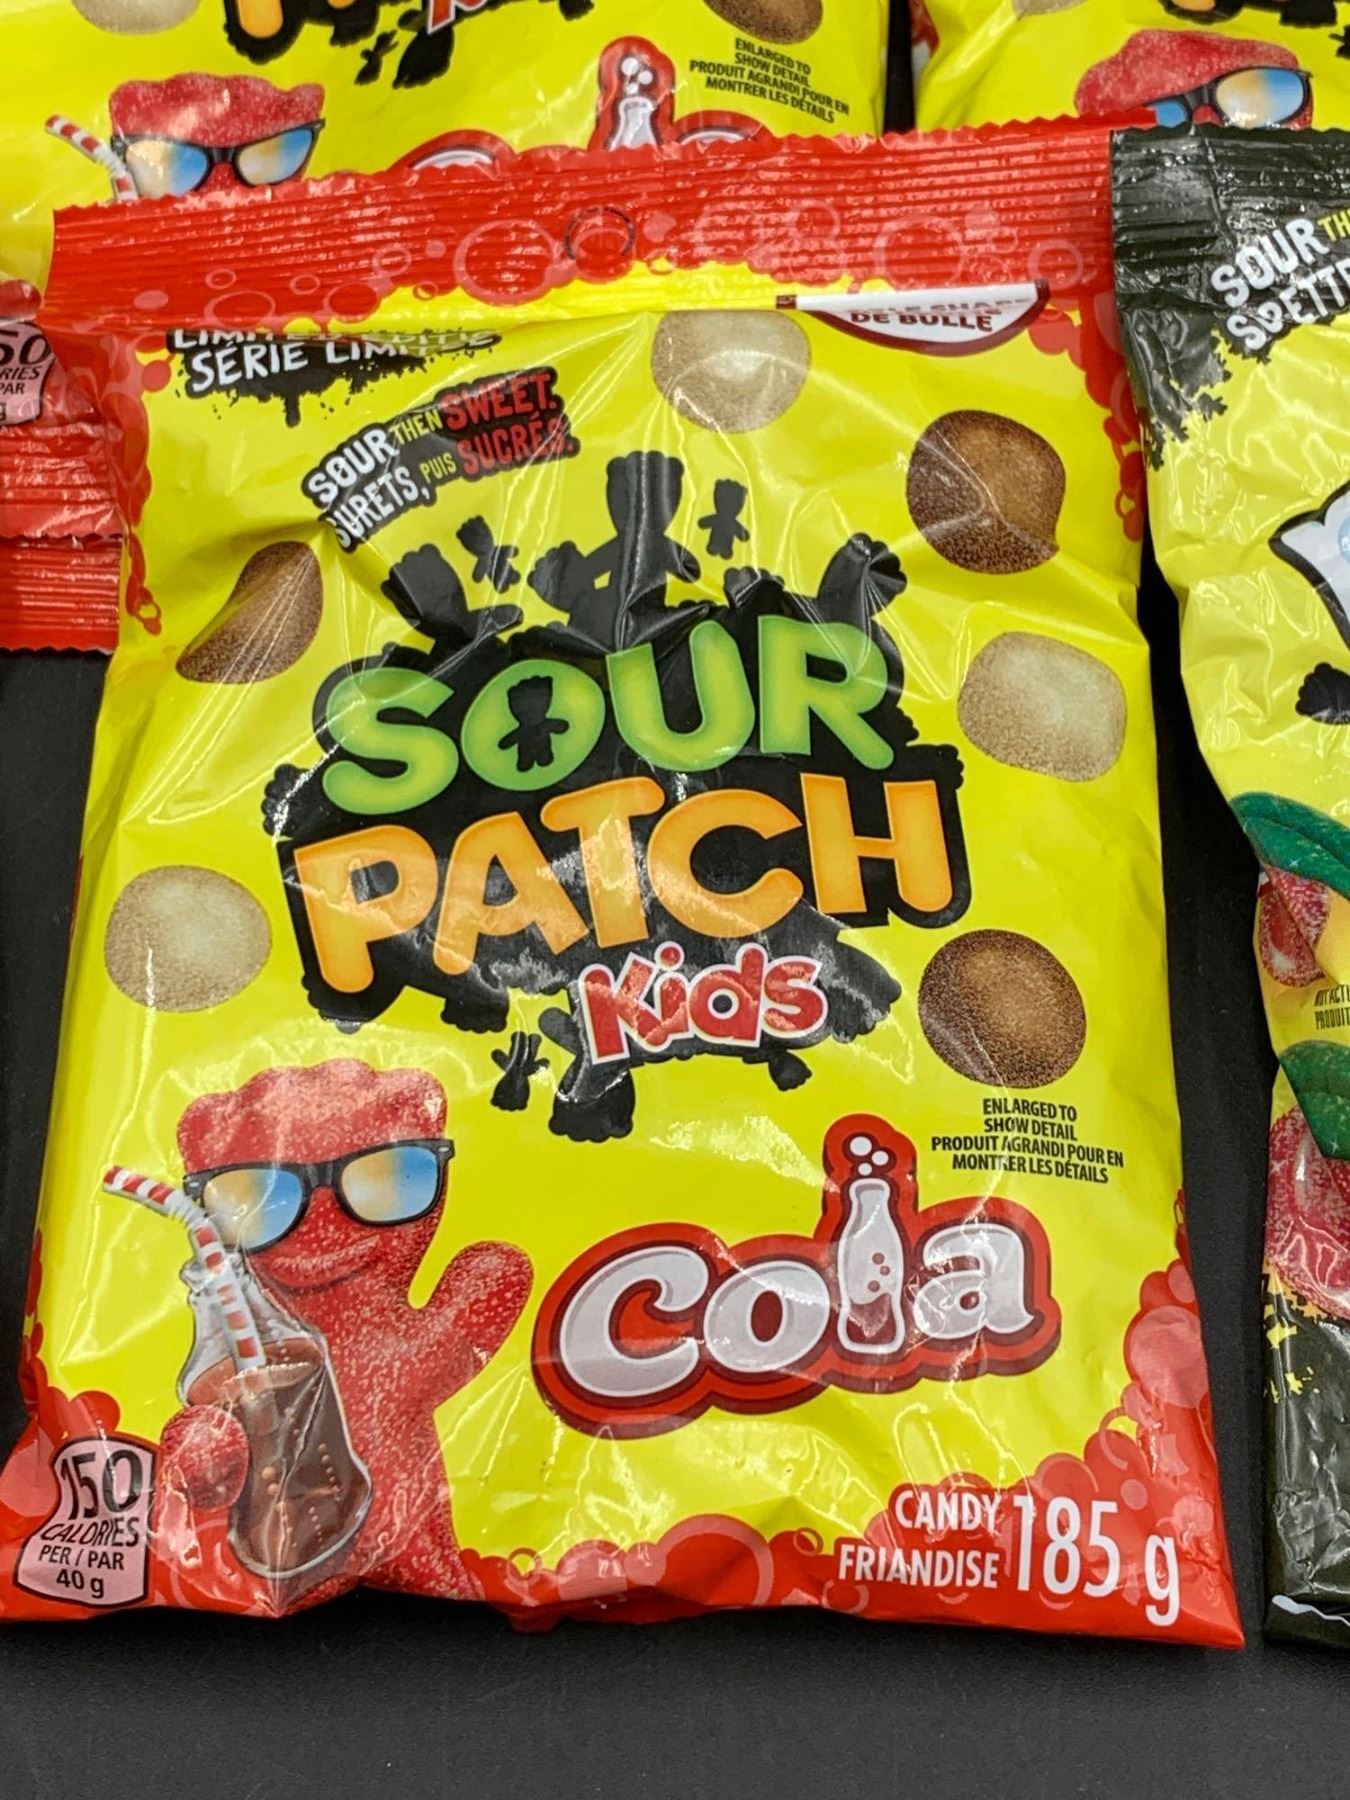 ENLARGED TO
SHOW DETAIL
PRODUIT AGRANDI POUR EN
MONTRER LES DÉTAILS
SOUR
DE BULLE
SÉRIE
SOUR THEN SWEET.
SURETS, PUIS SUCRÉS.
SOUR
PATCH
Kids
ENLARGED TO
SHOW DETAIL
PRODUIT AGRANDI POUR EN
MONTRER LES DÉTAILS
Cola
150
CALORIES
PER / PAR
40 g
CANDY
FRIANDISE
185 g